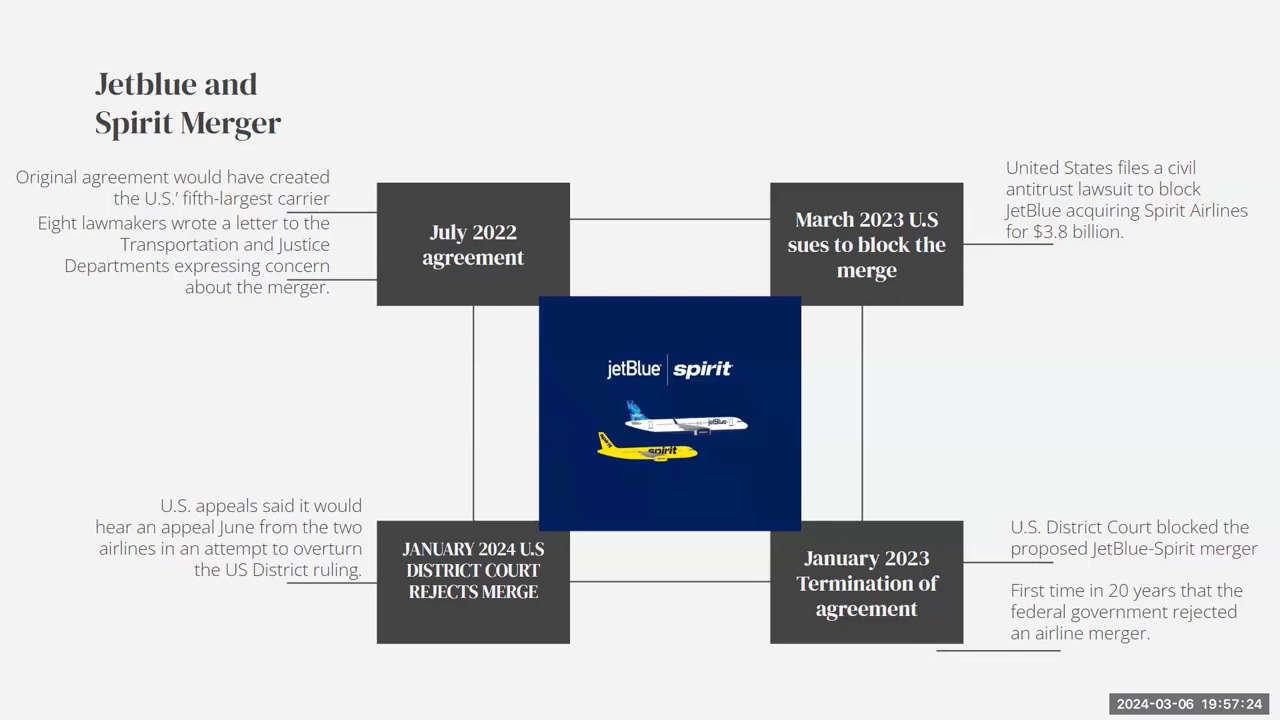 Jetblue and
Spirit Merger
Original agreement would have created
the U.S.’ fifth-largest carrier
Eight lawmakers wrote a letter to the
Transportation and Justice
Departments expressing concern
about the merger.
July 2022
agreement
March 2023 U.S
sues to block the
merge
United States files a civil
antitrust lawsuit to block
JetBlue acquiring Spirit Airlines
for $3.8 billion.
jetBlue spirit
jetBlue
spirit
U.S. appeals said it would
hear an appeal June from the two
airlines in an attempt to overturn
the US District ruling.
JANUARY 2024 U.S
DISTRICT COURT
REJECTS MERGE
January 2023
Termination of
agreement
U.S. District Court blocked the
proposed JetBlue-Spirit merger
First time in 20 years that the
federal government rejected
an airline merger.
2024-03-06 19:57:24